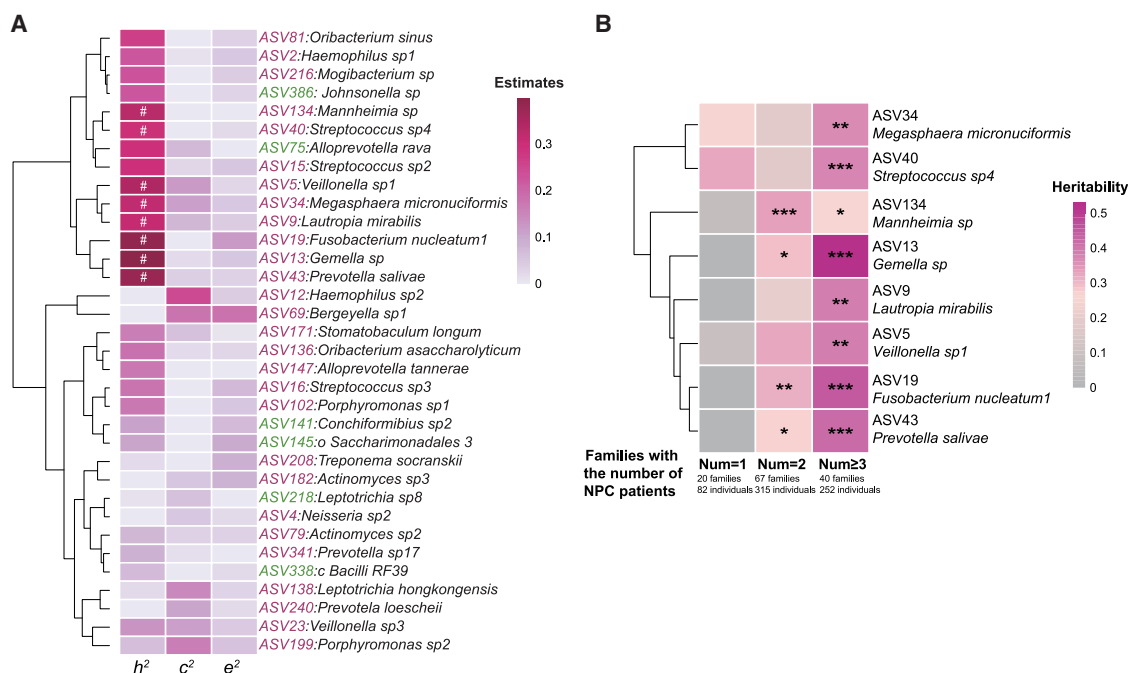 A
ASV81:Oribacterium sinus
ASV2:Haemophilus sp1
ASV216:Mogibacterium sp
ASV386: Johnsonella sp
# ASV134:Mannheimia sp
# ASV40:Streptococcus sp4
ASV75:Alloprevotella rava
ASV15:Streptococcus sp2
# ASV5:Veillonella sp1
# ASV34:Megasphaera micronuciformis
# ASV9:Lautropia mirabilis
# ASV19:Fusobacterium nucleatum1
# ASV13:Gemella sp
# ASV43:Prevotella salivae
ASV12:Haemophilus sp2
ASV69:Bergeyella sp1
ASV171:Stomatobaculum longum
ASV136:Oribacterium asaccharolyticum
ASV147:Alloprevotella tannerae
ASV16:Streptococcus sp3
ASV102:Porphyromonas sp1
ASV141:Conchiformibius sp2
ASV145:o Saccharimonadales 3
ASV208:Treponema socranskii
ASV182:Actinomyces sp3
ASV218:Leptotrichia sp8
ASV4:Neisseria sp2
ASV79:Actinomyces sp2
ASV341:Prevotella sp17
ASV338:c Bacilli RF39
ASV138:Leptotrichia hongkongensis
ASV240:Prevotela loescheii
ASV23:Veillonella sp3
ASV199:Porphyromonas sp2
h² c² e²
Estimates
0.3
0.2
0.1
0
B
** ASV34
Megasphaera micronuciformis
*** ASV40
Streptococcus sp4
*** * ASV134
Mannheimia sp
* *** ASV13
Gemella sp
** ASV9
Lautropia mirabilis
** ASV5
Veillonella sp1
** *** ASV19
Fusobacterium nucleatum1
* *** ASV43
Prevotella salivae
Families with
the number of
NPC patients
Num=1 Num=2 Num≥3
20 families 67 families 40 families
82 individuals 315 individuals 252 individuals
Heritability
0.5
0.4
0.3
0.2
0.1
0